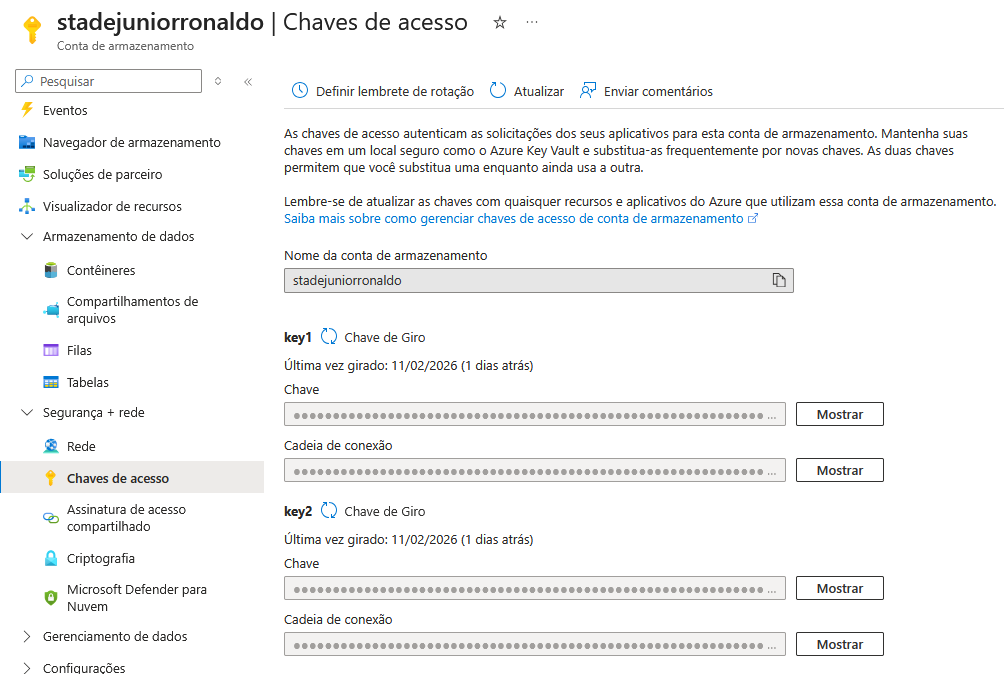 stadejuniorronaldo | Chaves de acesso
Conta de armazenamento
Pesquisar
Eventos
Navegador de armazenamento
Soluções de parceiro
Visualizador de recursos
Armazenamento de dados
Contêineres
Compartilhamentos de
arquivos
Filas
Tabelas
Segurança + rede
Rede
Chaves de acesso
Assinatura de acesso
compartilhado
Criptografia
Microsoft Defender para
Nuvem
Gerenciamento de dados
Configurações
Definir lembrete de rotação
Atualizar
Enviar comentários
As chaves de acesso autenticam as solicitações dos seus aplicativos para esta conta de armazenamento. Mantenha suas
chaves em um local seguro como o Azure Key Vault e substitua-as frequentemente por novas chaves. As duas chaves
permitem que você substitua uma enquanto ainda usa a outra.
Lembre-se de atualizar as chaves com quaisquer recursos e aplicativos do Azure que utilizam essa conta de armazenamento.
Saiba mais sobre como gerenciar chaves de acesso de conta de armazenamento
Nome da conta de armazenamento
stadejuniorronaldo
key1 Chave de Giro
Última vez girado: 11/02/2026 (1 dias atrás)
Chave
Mostrar
Cadeia de conexão
Mostrar
key2 Chave de Giro
Última vez girado: 11/02/2026 (1 dias atrás)
Chave
Mostrar
Cadeia de conexão
Mostrar